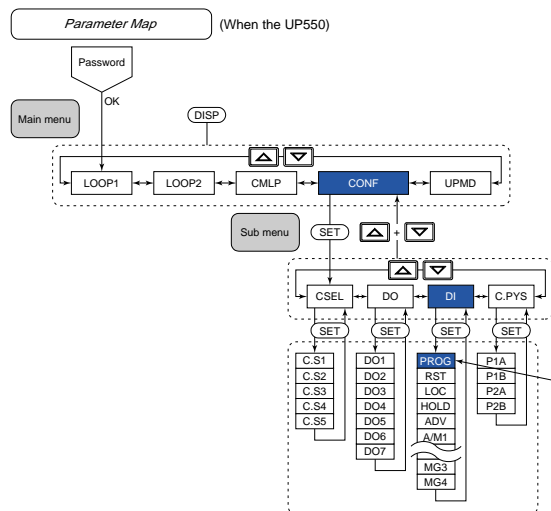 Parameter Map (When the UP550)
Password
OK
Main menu
DISP
LOOP1 LOOP2 CMLP CONF UPMD
Sub menu SET +
CSEL DO DI C.PYS
SET SET SET SET
C.S1 DO1 PROG P1A
C.S2 DO2 RST P1B
C.S3 DO3 LOC P2A
C.S4 DO4 HOLD P2B
C.S5 DO5 ADV
DO6 A/M1
DO7 MG3
MG4